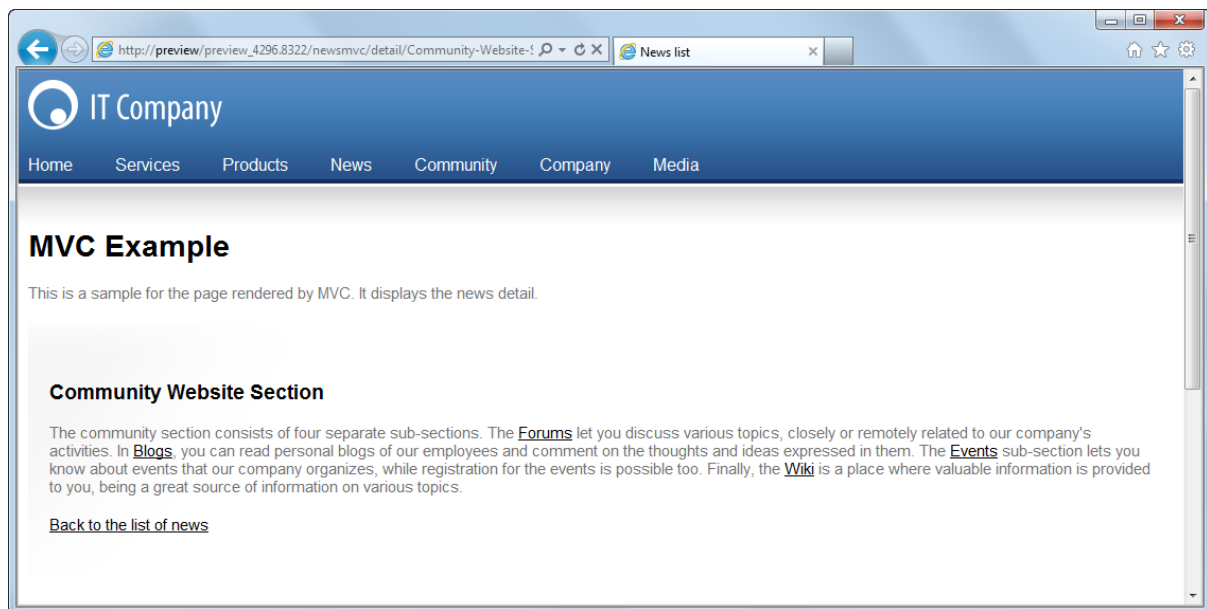 http://preview/preview_4296.8322/newsmvc/detail/Community-Website-S
News list
IT Company
Home Services Products News Community Company Media
MVC Example
This is a sample for the page rendered by MVC. It displays the news detail.
Community Website Section
The community section consists of four separate sub-sections. The Forums let you discuss various topics, closely or remotely related to our company's
activities. In Blogs, you can read personal blogs of our employees and comment on the thoughts and ideas expressed in them. The Events sub-section lets you
know about events that our company organizes, while registration for the events is possible too. Finally, the Wiki is a place where valuable information is provided
to you, being a great source of information on various topics.
Back to the list of news